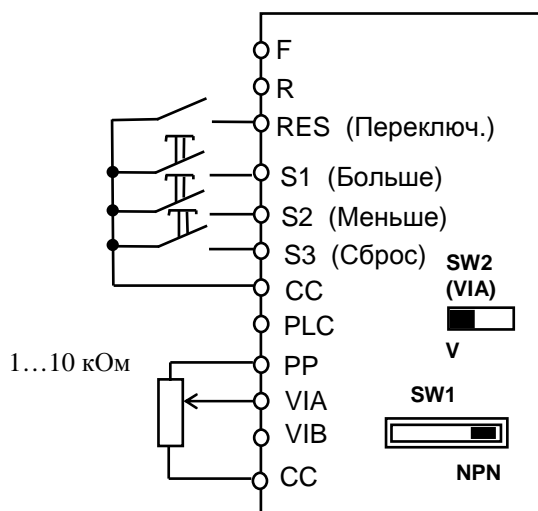 F
R
RES (Переключ.)
S1 (Больше)
S2 (Меньше)
S3 (Сброс)
SW2
(VIA)
CC
PLC
V
1…10 кОм
PP
VIA
SW1
VIB
CC
NPN